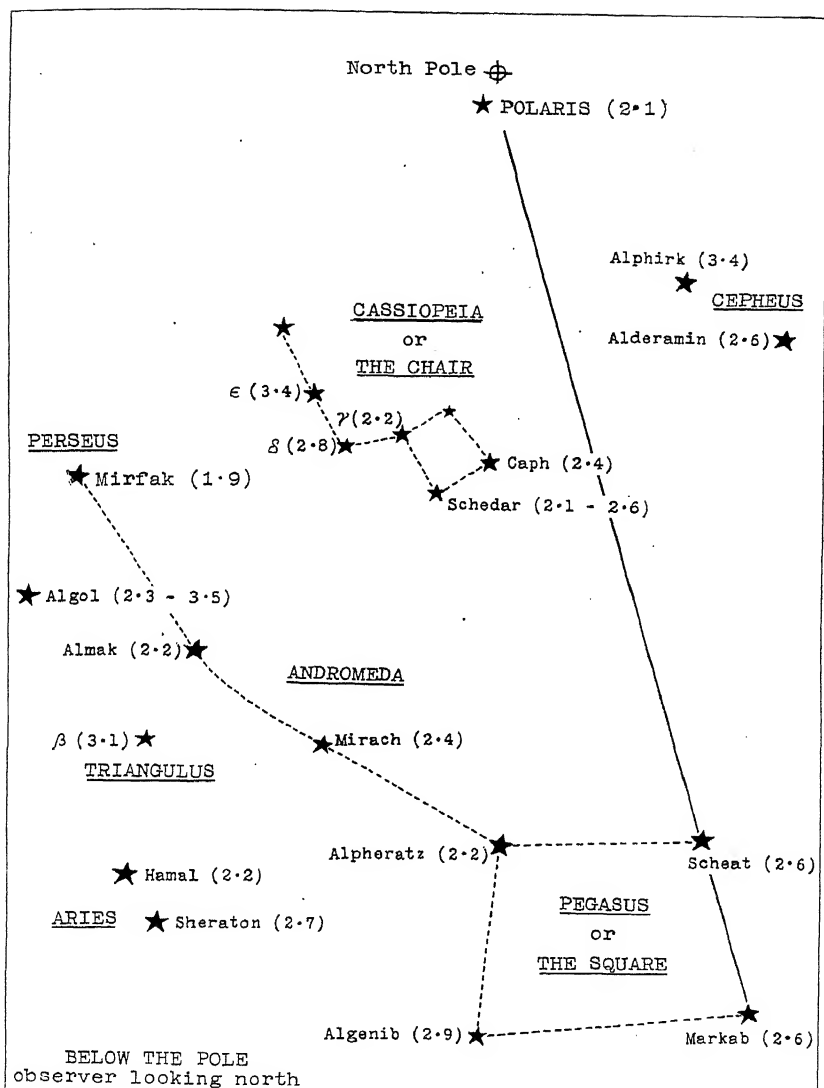 North Pole
POLARIS (2·1)
Alphirk (3·4)
CEPHEUS
Alderamin (2·6)
CASSIOPEIA
or
THE CHAIR
ε (3·4)
γ (2·2)
δ (2·8)
Caph (2·4)
Schedar (2·1 - 2·6)
PERSEUS
Mirfak (1·9)
Algol (2·3 - 3·5)
Almak (2·2)
ANDROMEDA
β (3·1)
Mirach (2·4)
TRIANGULUS
Alpheratz (2·2)
Scheat (2·6)
Hamal (2·2)
ARIES
Sheraton (2·7)
PEGASUS
or
THE SQUARE
Algenib (2·9)
Markab (2·6)
BELOW THE POLE
observer looking north